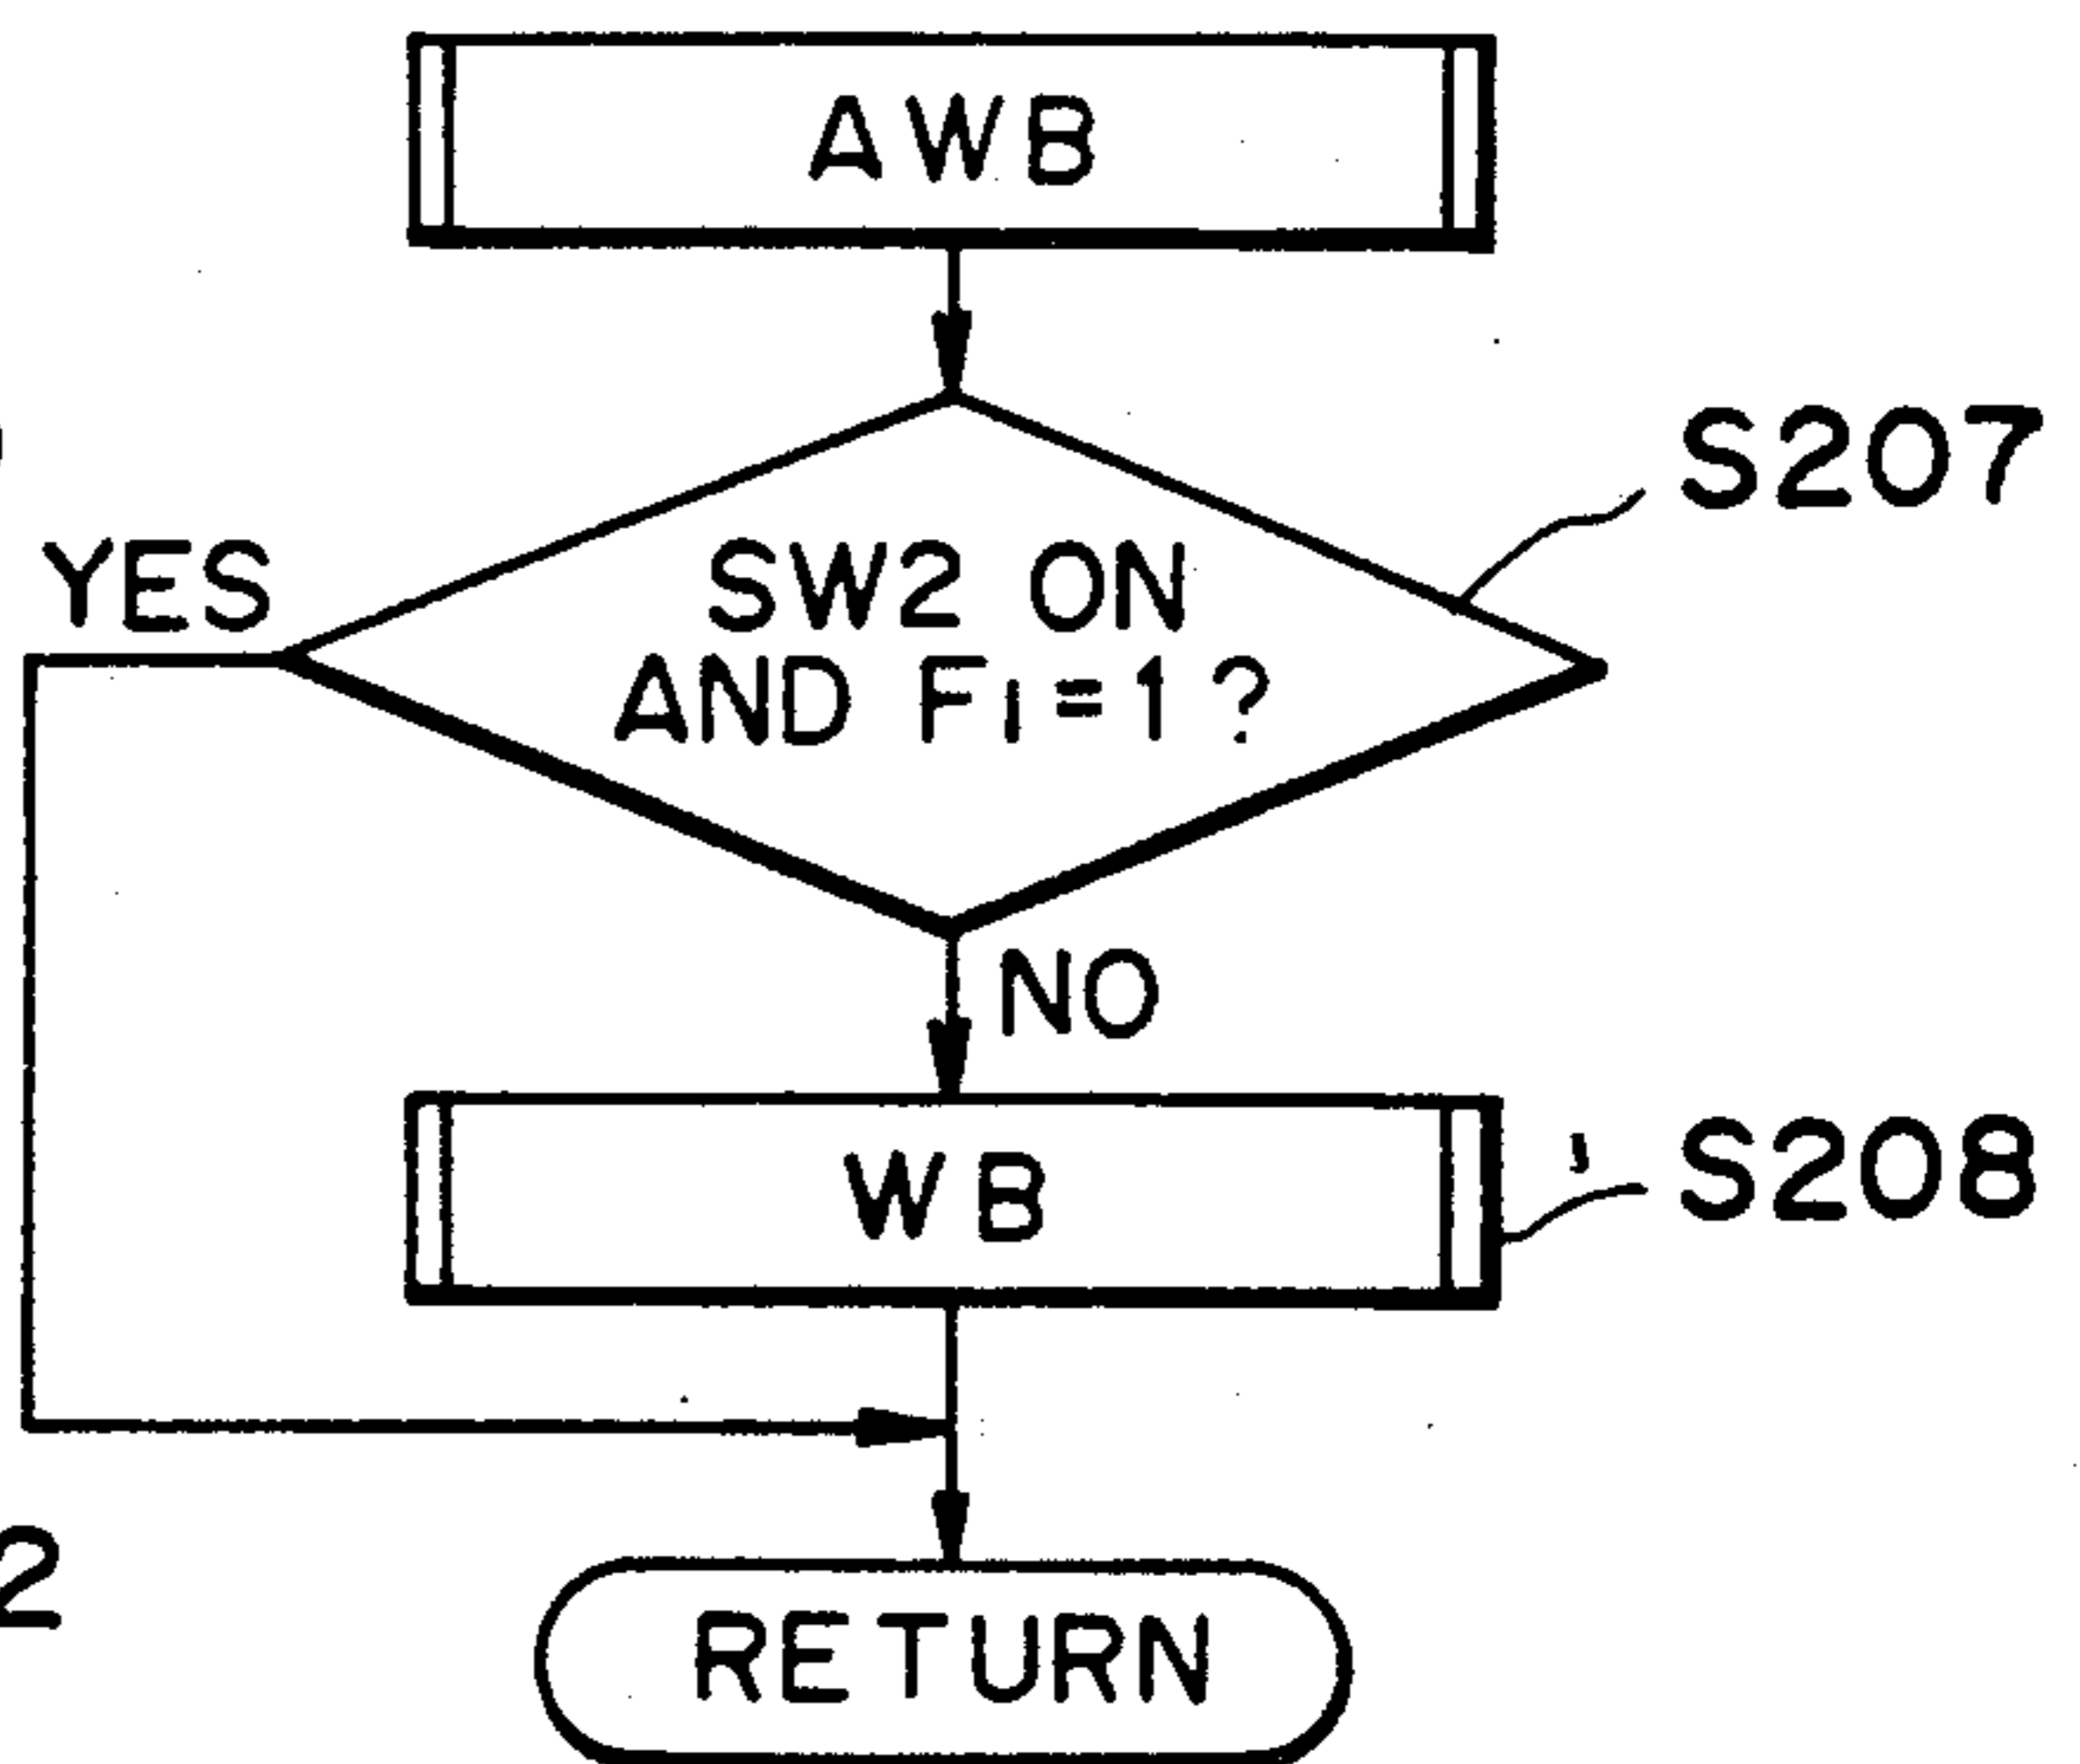 AWB
S207
YES
SW2 ON
AND F1=1?
NO
WB
S208
2
RETURN